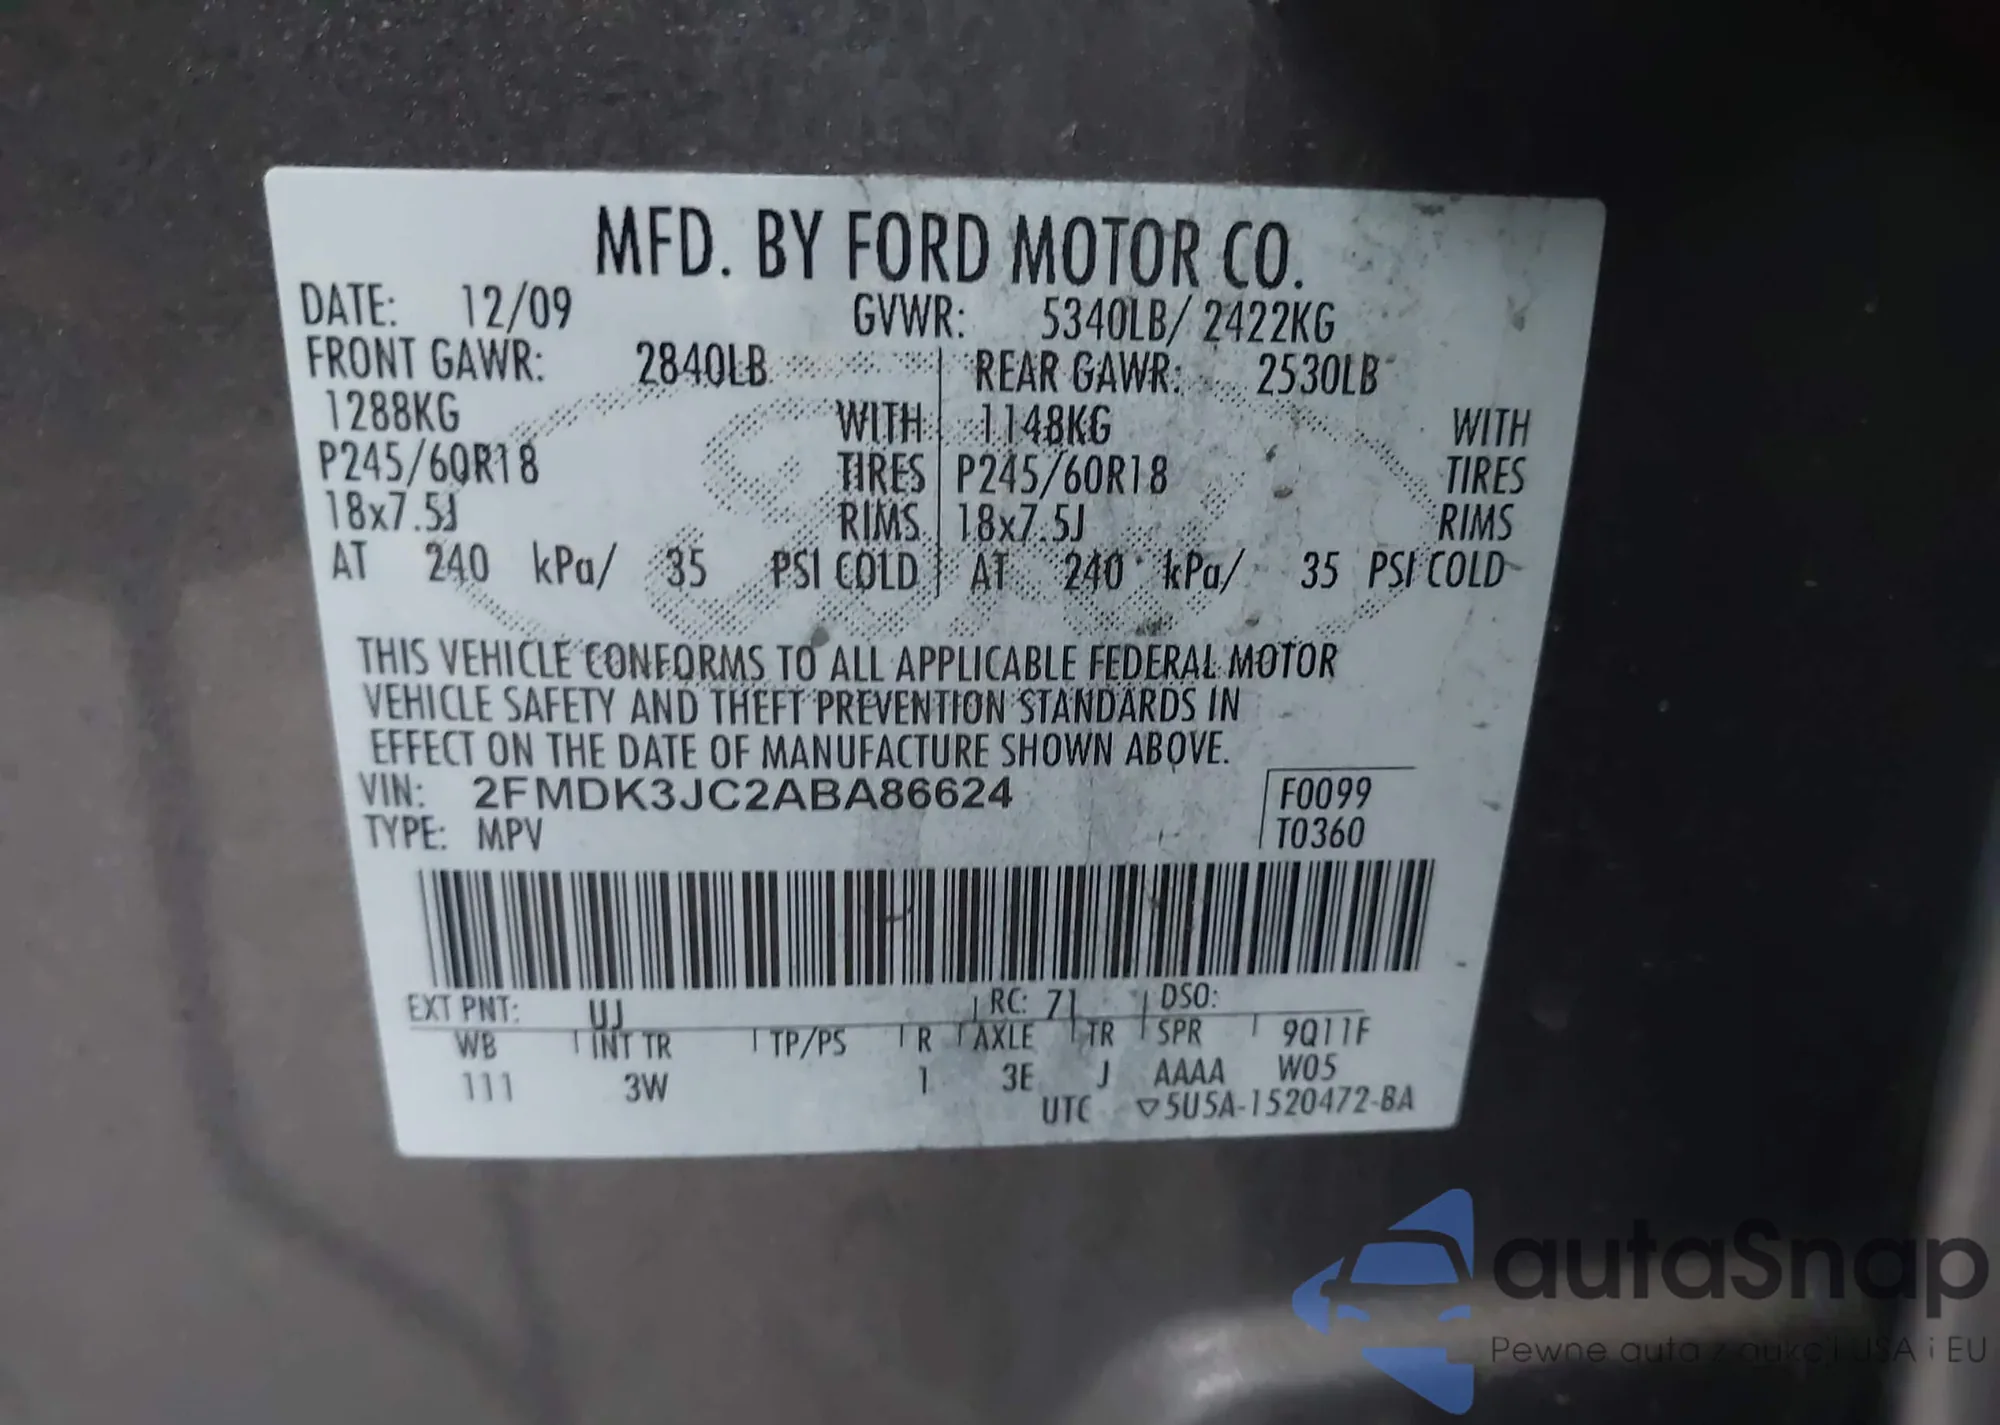 MFD. BY FORD MOTOR CO.
DATE: 12/09 GVWR: 5340LB/ 2422KG
FRONT GAWR: 2840LB REAR GAWR: 2530LB
1288KG WITH 1148KG WITH
P245/60R18 TIRES P245/60R18 TIRES
18x7.5J RIMS 18x7.5J RIMS
AT 240 kPa/ 35 PSI COLD AT 240 kPa/ 35 PSI COLD
THIS VEHICLE CONFORMS TO ALL APPLICABLE FEDERAL MOTOR
VEHICLE SAFETY AND THEFT PREVENTION STANDARDS IN
EFFECT ON THE DATE OF MANUFACTURE SHOWN ABOVE.
VIN: 2FMDK3JC2ABA86624 F0099
TYPE: MPV T0360
EXT PNT: UJ RC: 71 DSO:
WB INT TR TP/PS R AXLE TR SPR 9Q11F
111 3W 1 3E J AAAA W05
UTC ▽5U5A-1520472-BA
autaSnap
Pewne auta z aukcji USA i EU